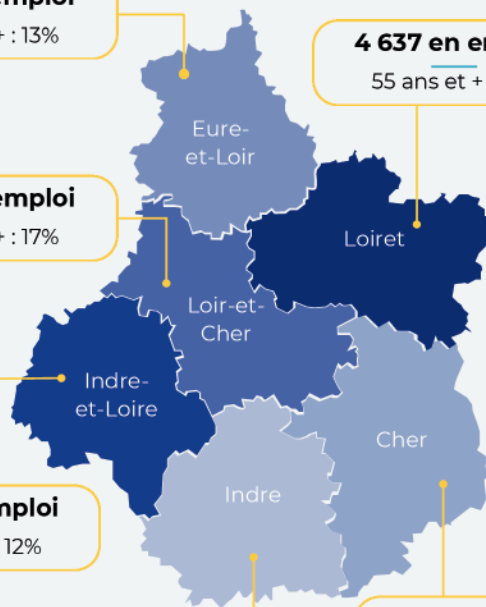 emploi
+ : 13%
4 637 en
55 ans et +
Eure-
et-Loir
emploi
+ : 17%
Loiret
Loir-et-
Cher
Indre-
et-Loire
Cher
Indre
mploi
12%